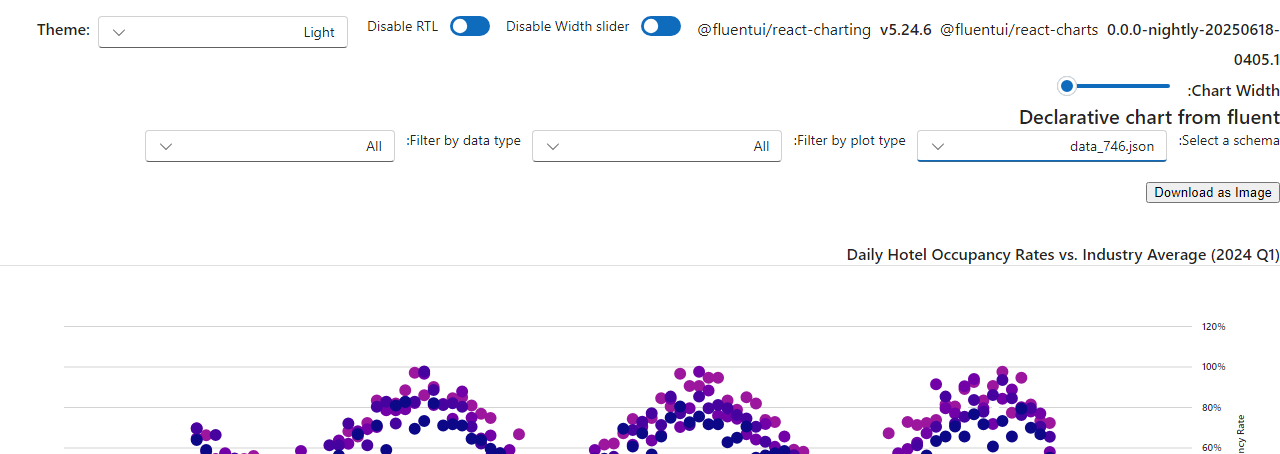 Theme: Light Disable RTL Disable Width slider @fluentui/react-charting v5.24.6 @fluentui/react-charts 0.0.0-nightly-20250618-
0405.1
:Chart Width
Declarative chart from fluent
:Select a schema data_746.json :Filter by plot type All :Filter by data type All
Download as Image
Daily Hotel Occupancy Rates vs. Industry Average (2024 Q1)
120%
100%
80%
60%